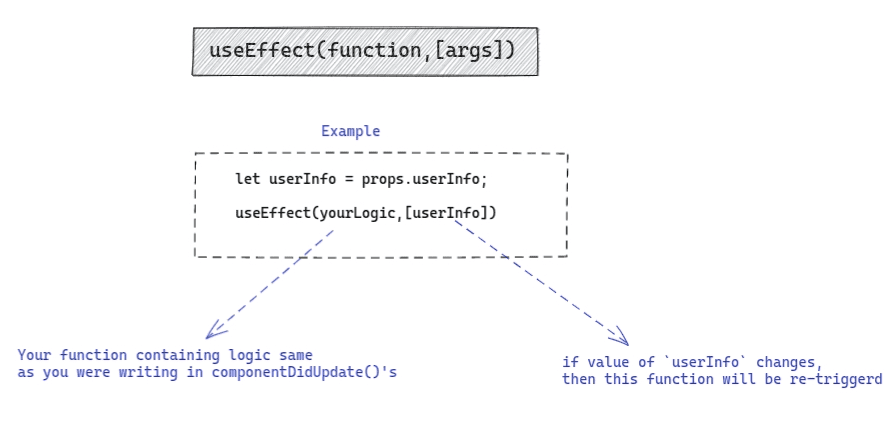 useEffect(function,[args])
Example
let userInfo = props.userInfo;
useEffect(yourLogic,[userInfo])
Your function containing logic same
as you were writing in componentDidUpdate()'s
if value of `userInfo` changes,
then this function will be re-triggerd